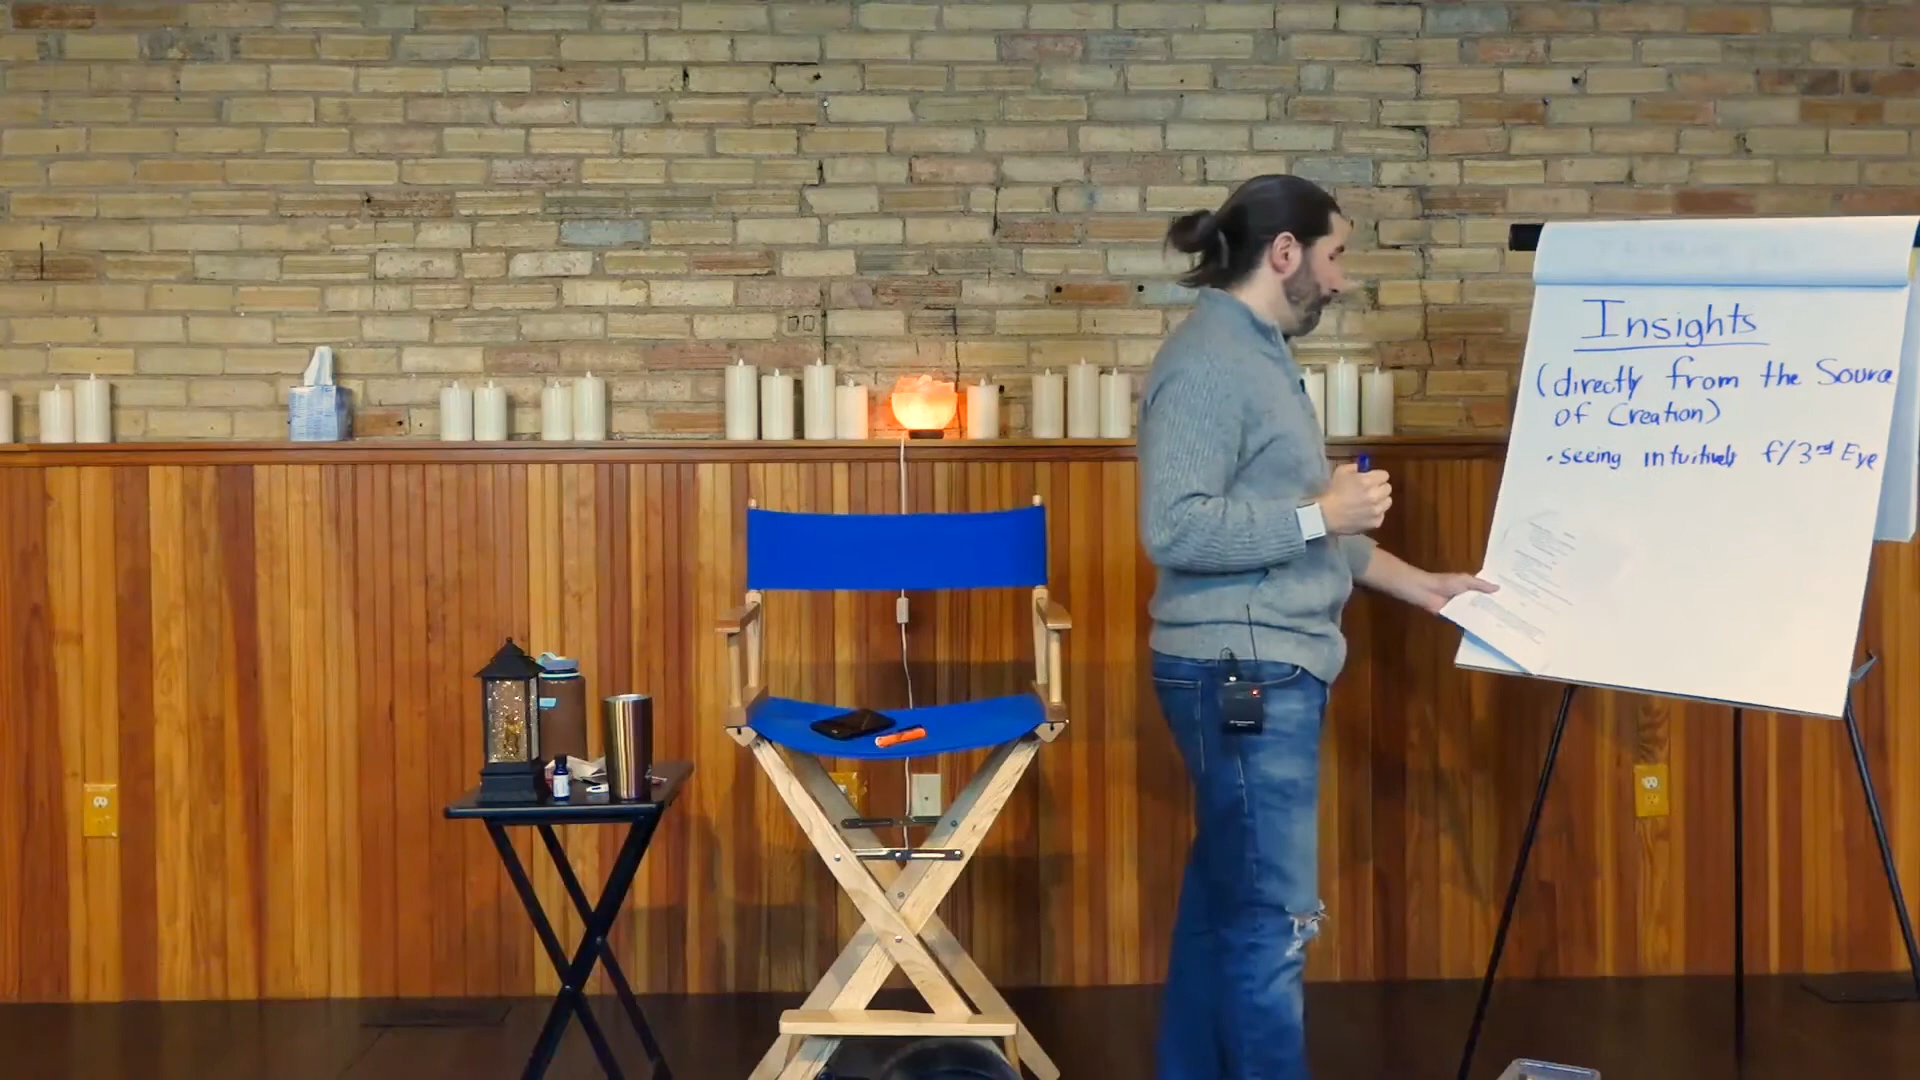 Insights
(directly from the Source
of Creation)
• seeing intuitively f/3rd Eye